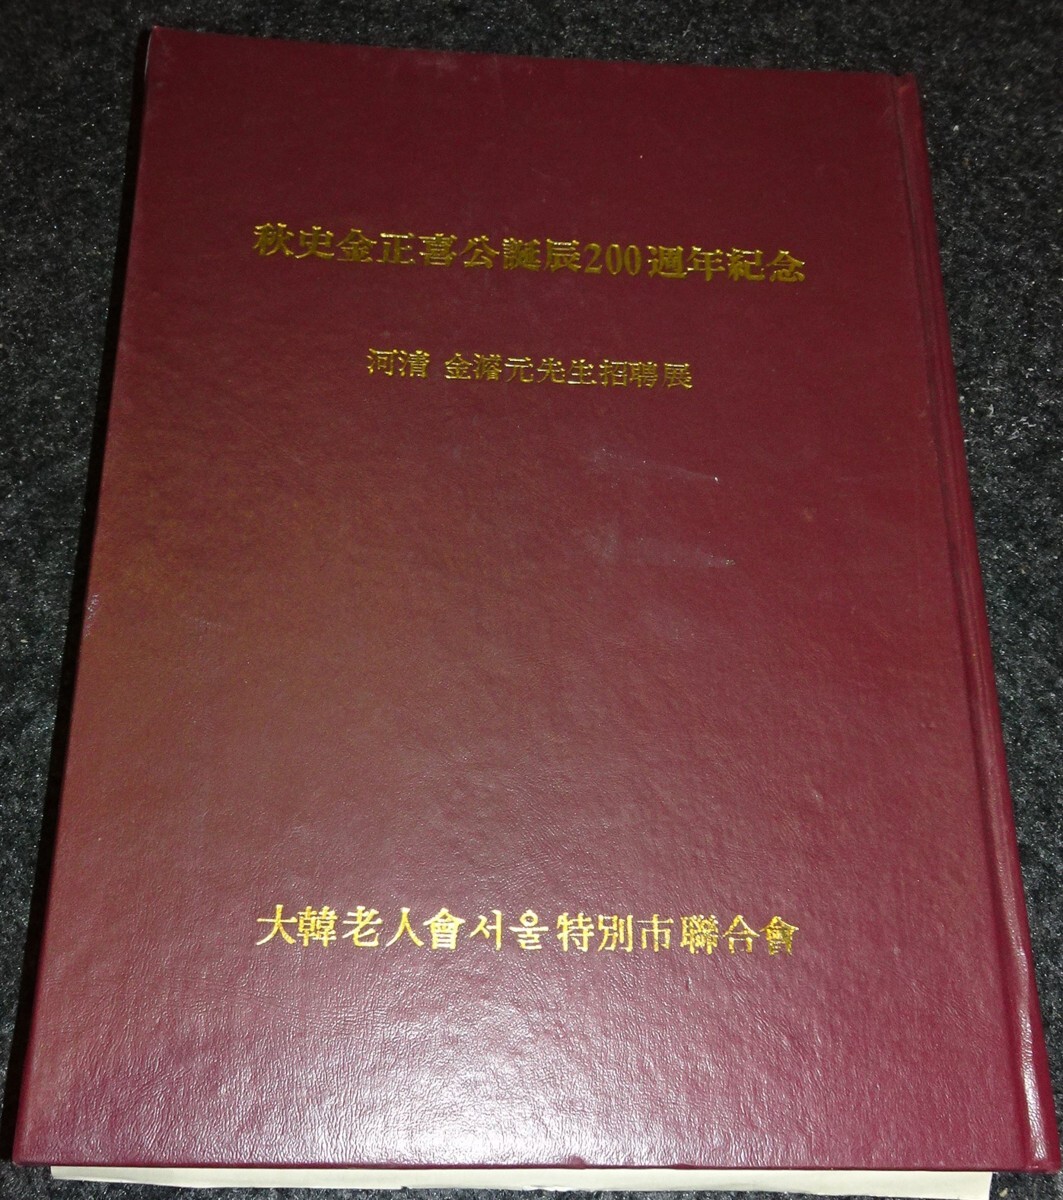 秋史金正喜公誕辰200週年紀念
河淸 金濬元先生招聘展
大韓老人會서울特別市聯合會